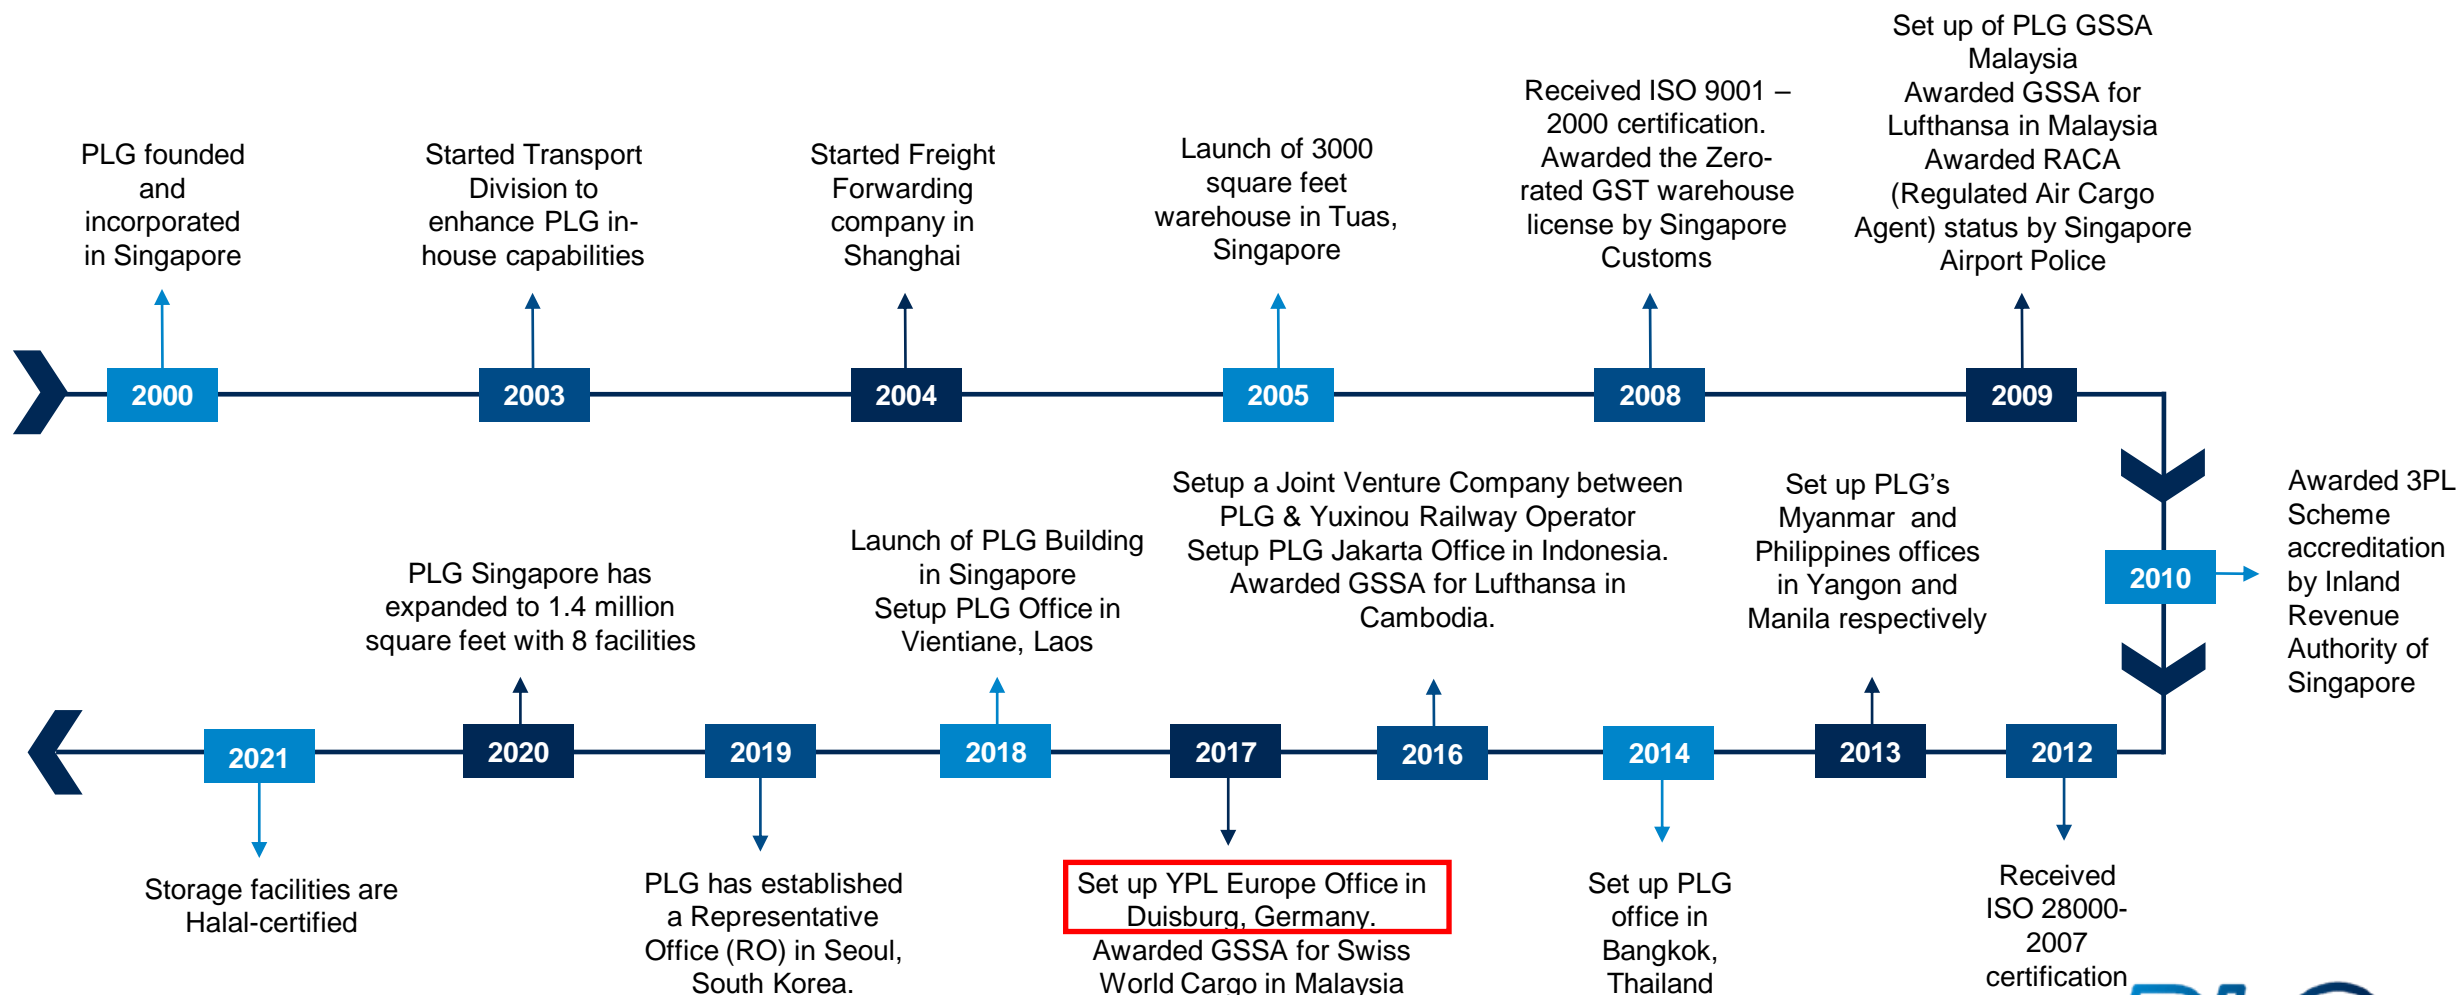 PLG founded
and
incorporated
in Singapore
2000
Started Transport
Division to
enhance PLG in-
house capabilities
2003
Started Freight
Forwarding
company in
Shanghai
2004
Launch of 3000
square feet
warehouse in Tuas,
Singapore
2005
Received ISO 9001 –
2000 certification.
Awarded the Zero-
rated GST warehouse
license by Singapore
Customs
2008
Set up of PLG GSSA
Malaysia
Awarded GSSA for
Lufthansa in Malaysia
Awarded RACA
(Regulated Air Cargo
Agent) status by Singapore
Airport Police
2009
Awarded 3PL
Scheme
accreditation
by Inland
Revenue
Authority of
Singapore
2010
2012
Received
ISO 28000-
2007
certification
Set up PLG’s
Myanmar and
Philippines offices
in Yangon and
Manila respectively
2013
2014
Set up PLG
office in
Bangkok,
Thailand
Setup a Joint Venture Company between
PLG & Yuxinou Railway Operator
Setup PLG Jakarta Office in Indonesia.
Awarded GSSA for Lufthansa in
Cambodia.
2016
2017
Set up YPL Europe Office in
Duisburg, Germany.
Awarded GSSA for Swiss
World Cargo in Malaysia
Launch of PLG Building
in Singapore
Setup PLG Office in
Vientiane, Laos
2018
2019
PLG has established
a Representative
Office (RO) in Seoul,
South Korea.
PLG Singapore has
expanded to 1.4 million
square feet with 8 facilities
2020
2021
Storage facilities are
Halal-certified